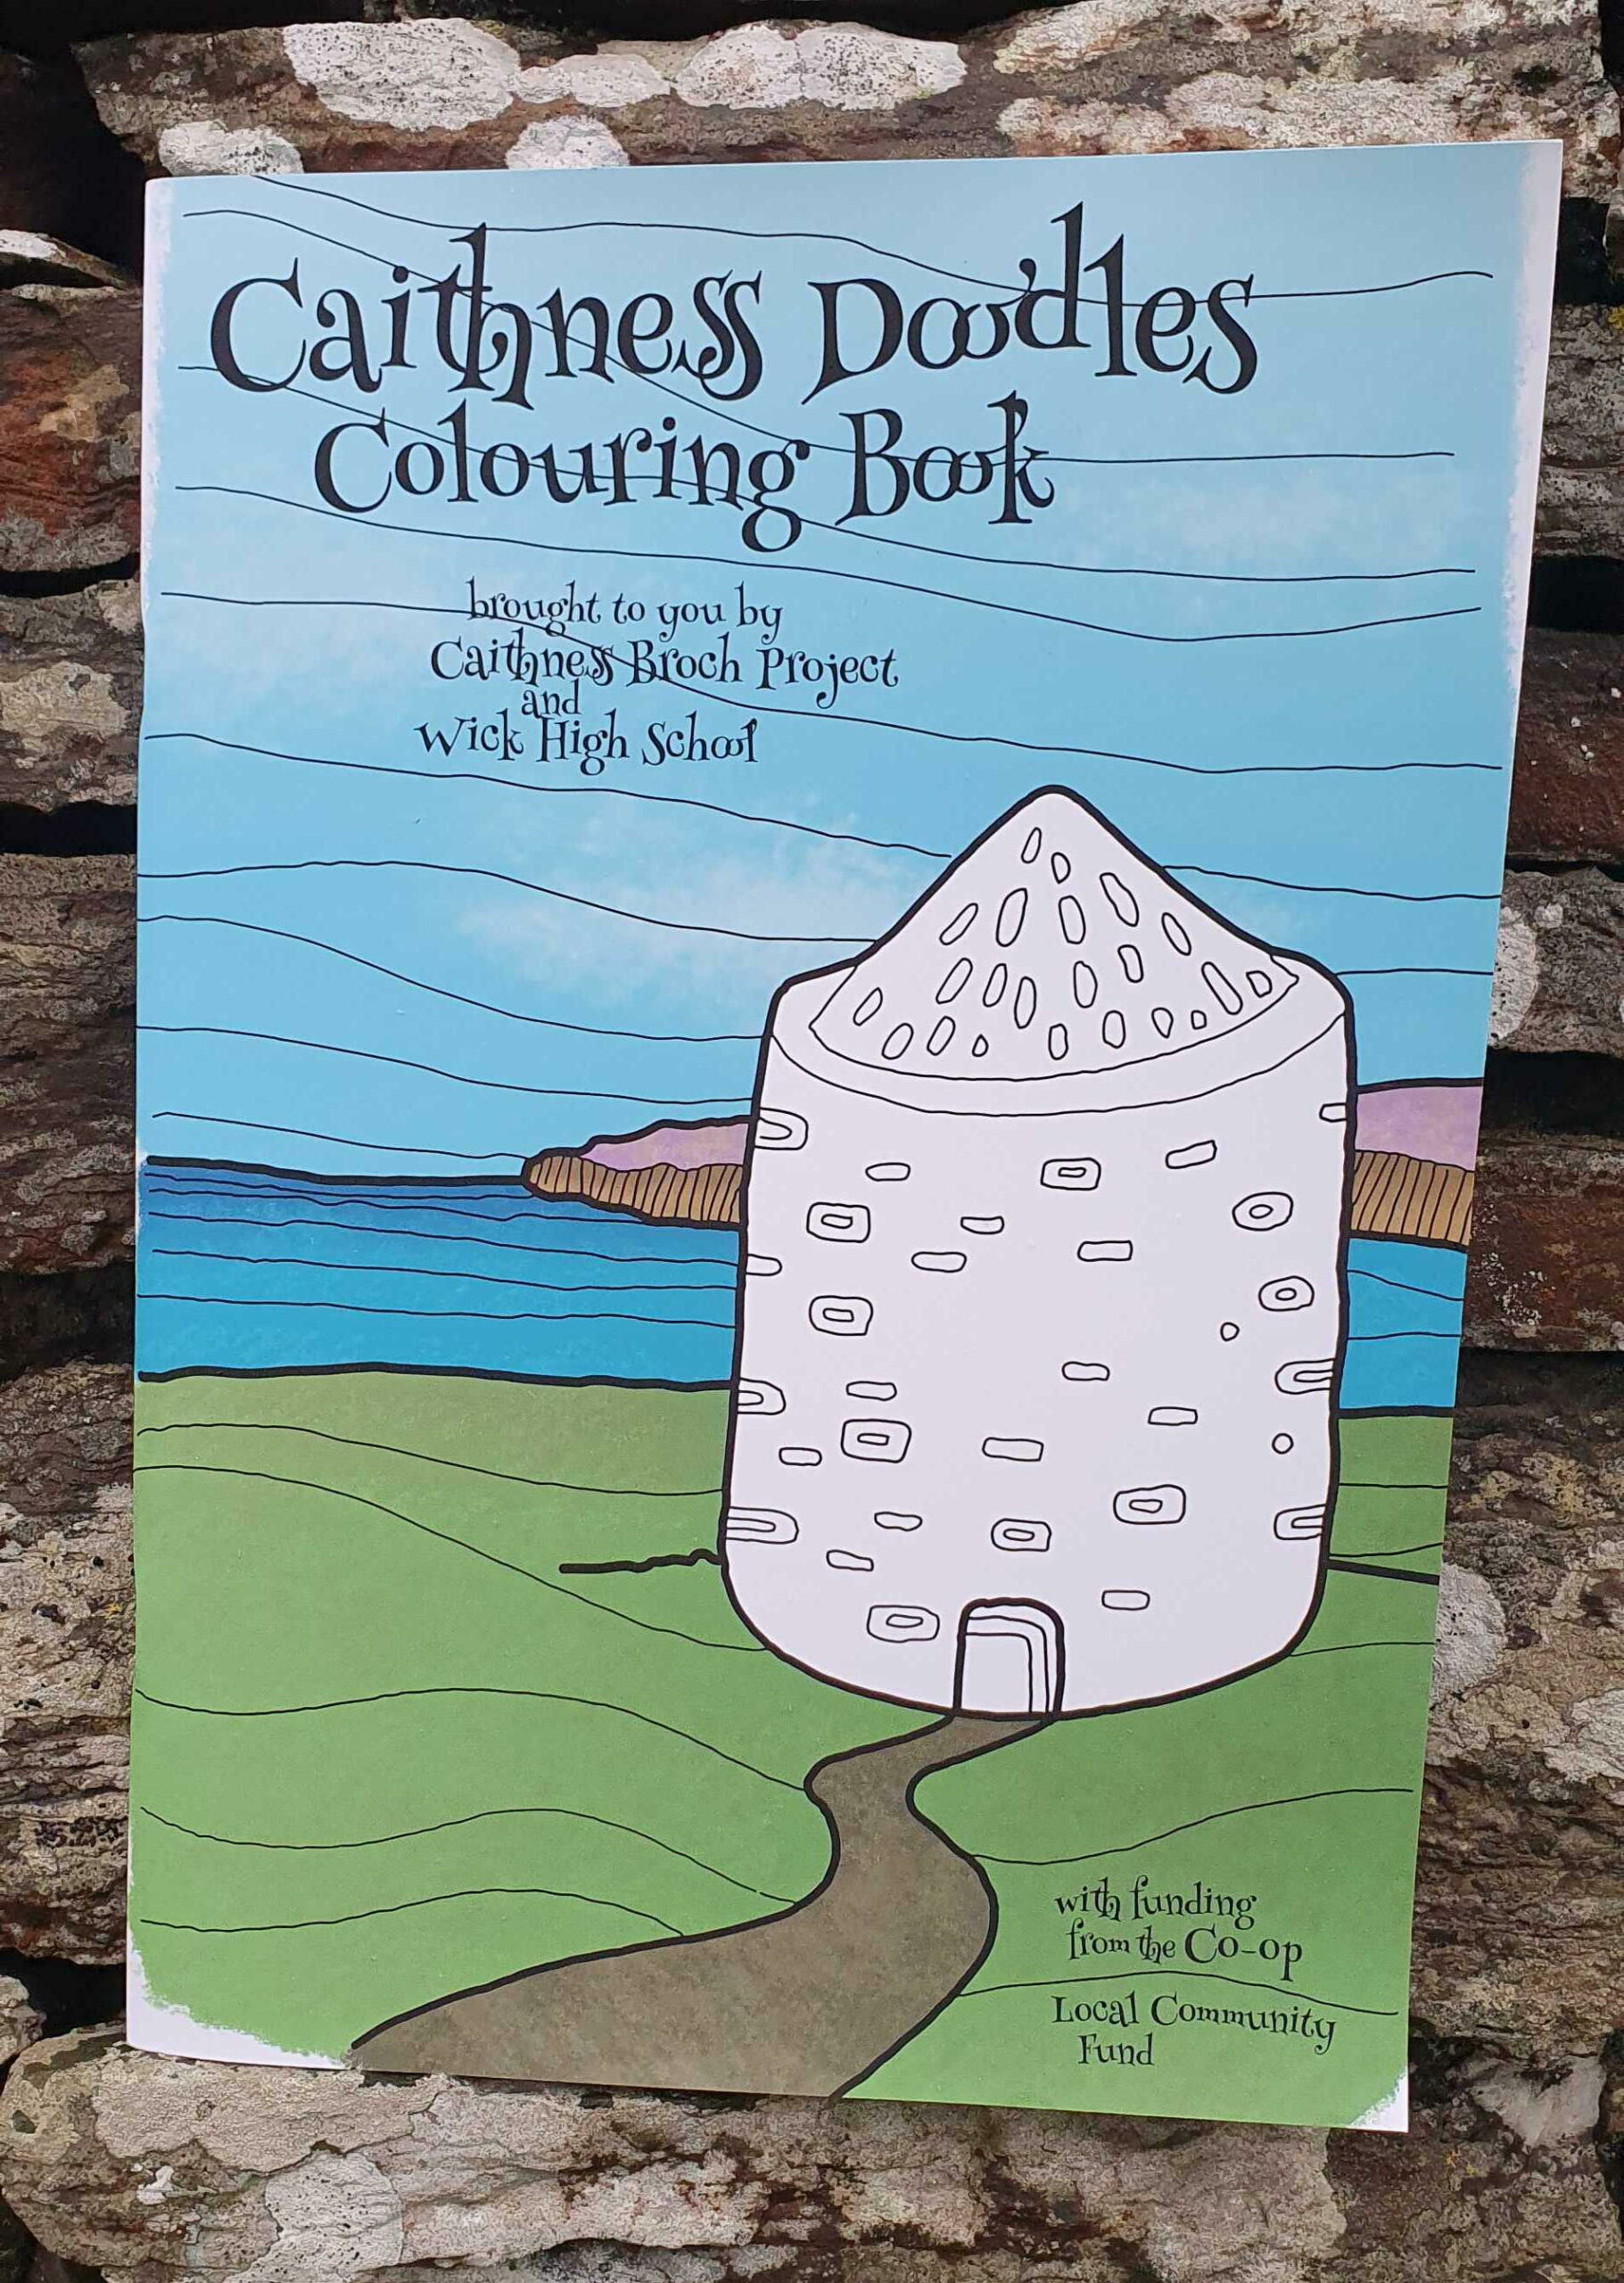 Caithness Doodles
Colouring Book
brought to you by
Caithness Broch Project
and
Wick High School
with funding
from the Co-op
Local Community
Fund